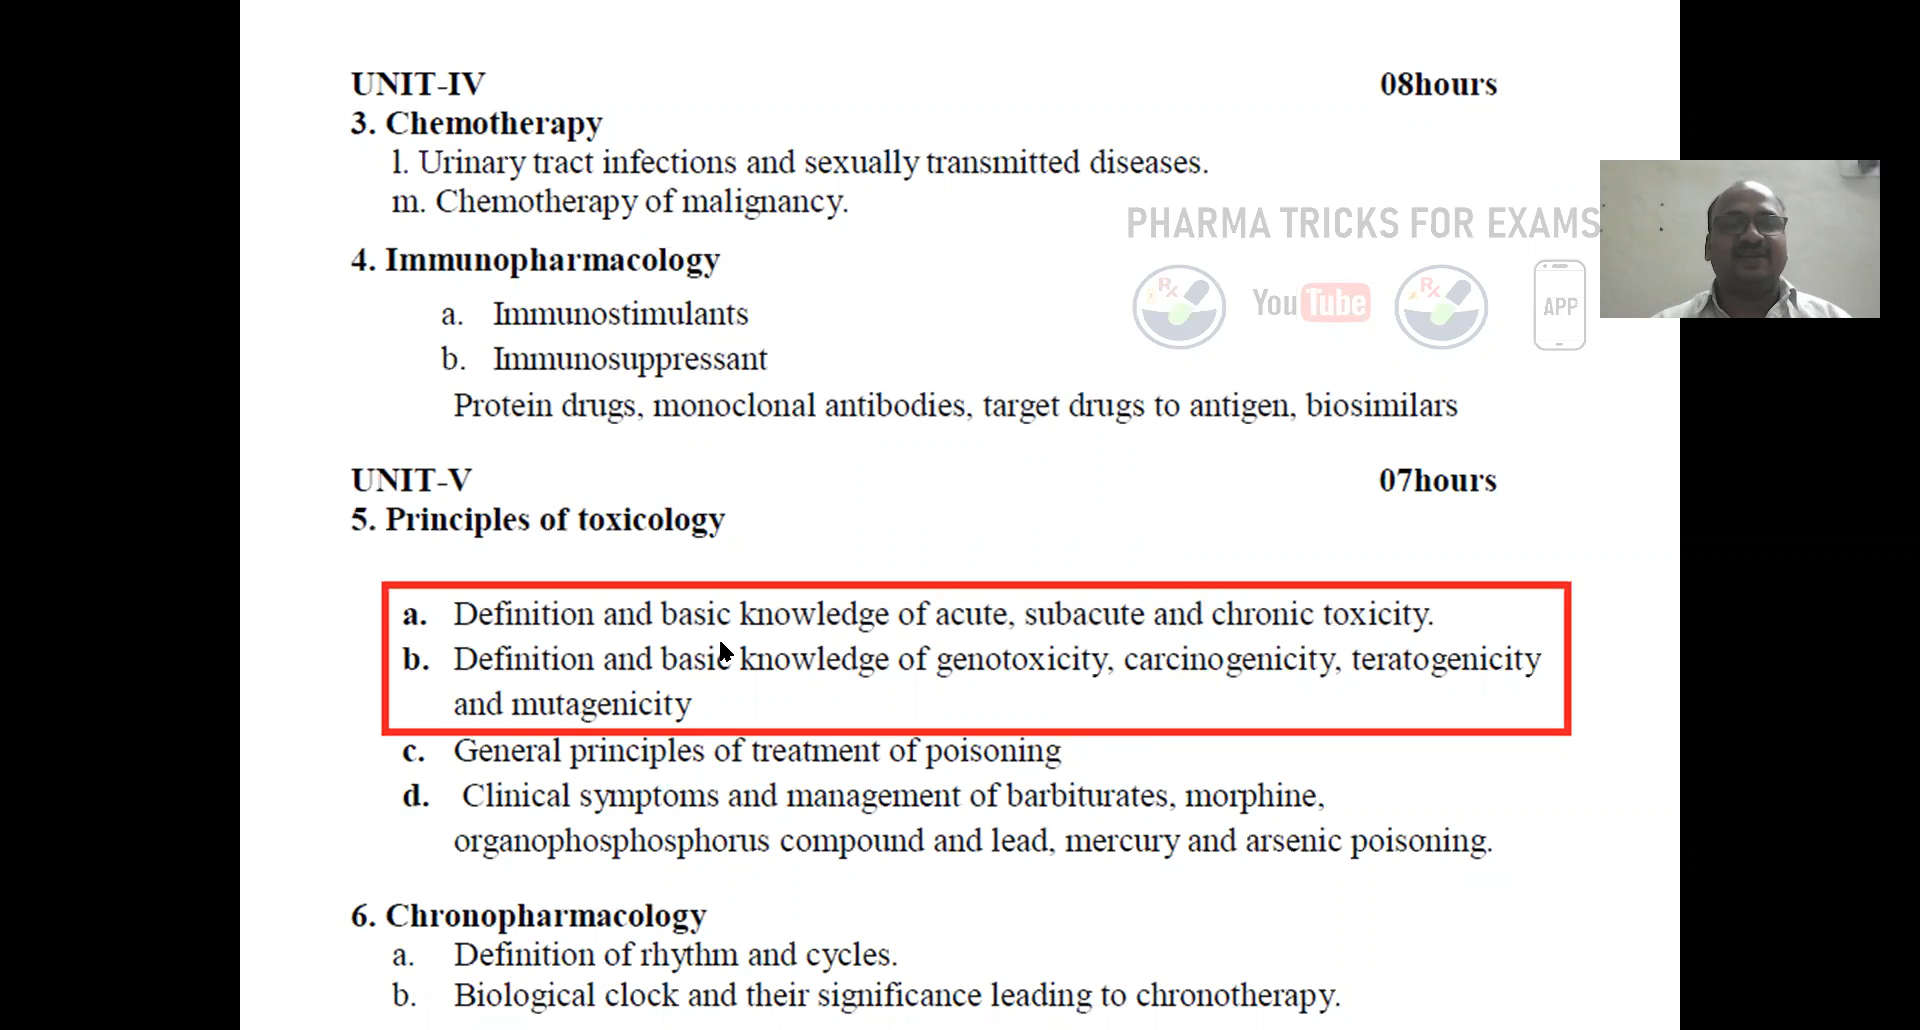 UNIT-IV 08hours
3. Chemotherapy
l. Urinary tract infections and sexually transmitted diseases.
m. Chemotherapy of malignancy.
PHARMA TRICKS FOR EXAMS
4. Immunopharmacology
a. Immunostimulants
Rx YouTube Rx APP
b. Immunosuppressant
Protein drugs, monoclonal antibodies, target drugs to antigen, biosimilars
UNIT-V 07hours
5. Principles of toxicology
a. Definition and basic knowledge of acute, subacute and chronic toxicity.
b. Definition and basic knowledge of genotoxicity, carcinogenicity, teratogenicity
and mutagenicity
c. General principles of treatment of poisoning
d. Clinical symptoms and management of barbiturates, morphine,
organophosphosphorus compound and lead, mercury and arsenic poisoning.
6. Chronopharmacology
a. Definition of rhythm and cycles.
b. Biological clock and their significance leading to chronotherapy.